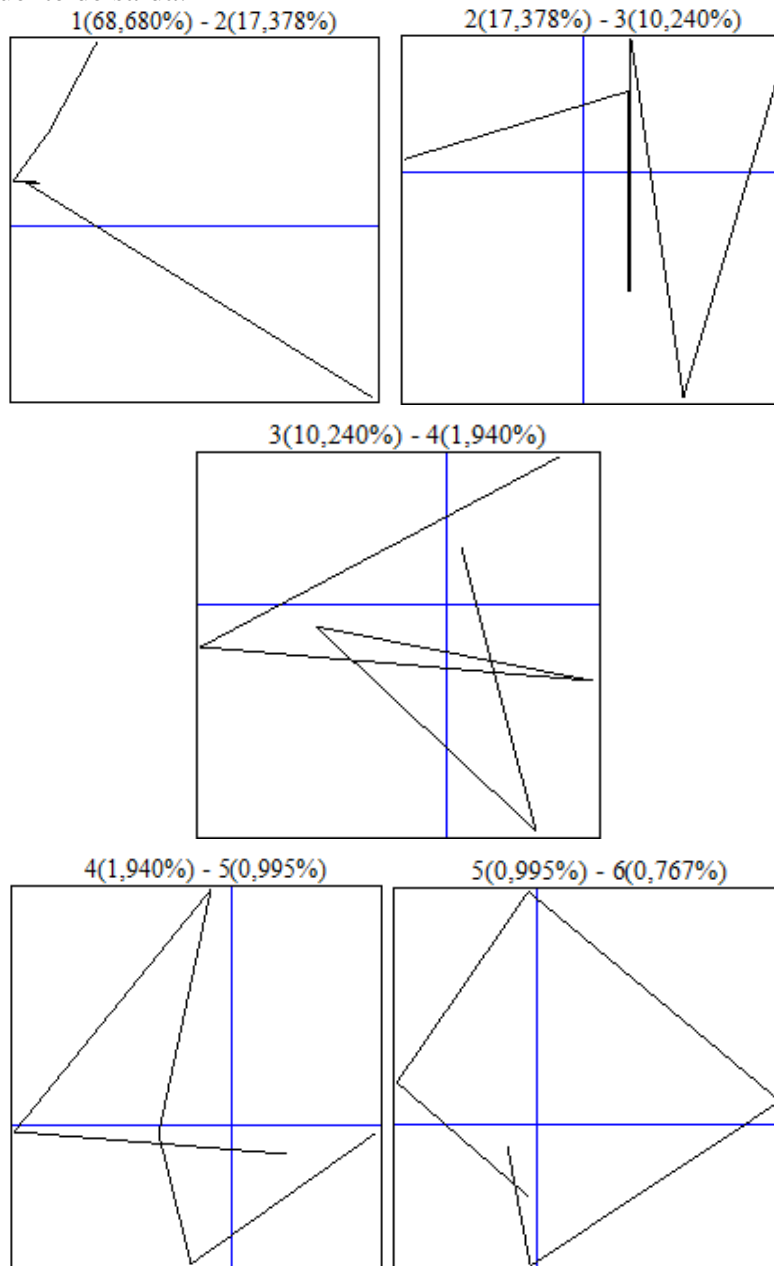 1(68,680%) - 2(17,378%)
2(17,378%) - 3(10,240%)
3(10,240%) - 4(1,940%)
4(1,940%) - 5(0,995%)
5(0,995%) - 6(0,767%)